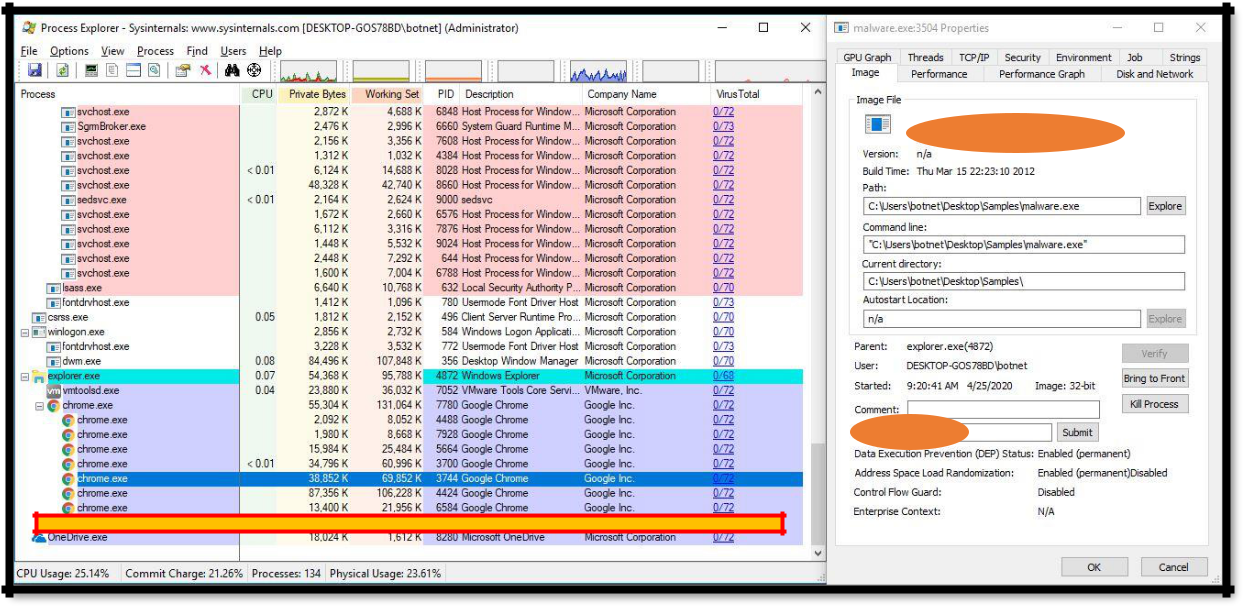 Process Explorer - Sysinternals: www.sysinternals.com [DESKTOP-GOS78BD\botnet] (Administrator)
File Options View Process Find Users Help
Process CPU Private Bytes Working Set PID Description Company Name VirusTotal
svchost.exe 2,872 K 4,688 K 6848 Host Process for Window... Microsoft Corporation 0/72
SgrmBroker.exe 2,476 K 2,996 K 6660 System Guard Runtime M... Microsoft Corporation 0/73
svchost.exe 2,156 K 3,356 K 7608 Host Process for Window... Microsoft Corporation 0/72
svchost.exe 1,312 K 1,032 K 4384 Host Process for Window... Microsoft Corporation 0/72
svchost.exe < 0.01 6,124 K 14,688 K 8028 Host Process for Window... Microsoft Corporation 0/72
svchost.exe 48,328 K 42,740 K 8660 Host Process for Window... Microsoft Corporation 0/72
sedsvc.exe < 0.01 2,164 K 2,624 K 9000 sedsvc Microsoft Corporation 0/72
svchost.exe 1,672 K 2,660 K 6576 Host Process for Window... Microsoft Corporation 0/72
svchost.exe 6,112 K 3,316 K 7876 Host Process for Window... Microsoft Corporation 0/72
svchost.exe 1,448 K 5,532 K 9024 Host Process for Window... Microsoft Corporation 0/72
svchost.exe 2,448 K 7,292 K 644 Host Process for Window... Microsoft Corporation 0/72
svchost.exe 1,600 K 7,004 K 6788 Host Process for Window... Microsoft Corporation 0/72
lsass.exe 6,640 K 10,768 K 632 Local Security Authority P... Microsoft Corporation 0/70
fontdrvhost.exe 1,412 K 1,096 K 780 Usermode Font Driver Host Microsoft Corporation 0/73
csrss.exe 0.05 1,812 K 2,152 K 496 Client Server Runtime Pro... Microsoft Corporation 0/70
winlogon.exe 2,856 K 2,732 K 584 Windows Logon Applicati... Microsoft Corporation 0/70
fontdrvhost.exe 3,228 K 3,532 K 772 Usermode Font Driver Host Microsoft Corporation 0/73
dwm.exe 0.08 84,496 K 107,848 K 356 Desktop Window Manager Microsoft Corporation 0/70
explorer.exe 0.07 54,368 K 95,788 K 4872 Windows Explorer Microsoft Corporation 0/68
vmtoolsd.exe 0.04 23,880 K 36,032 K 7052 VMware Tools Core Servi... VMware, Inc. 0/72
chrome.exe 55,304 K 131,064 K 7780 Google Chrome Google Inc. 0/72
chrome.exe 2,092 K 8,052 K 4488 Google Chrome Google Inc. 0/72
chrome.exe 1,980 K 8,668 K 7928 Google Chrome Google Inc. 0/72
chrome.exe 15,984 K 25,484 K 5664 Google Chrome Google Inc. 0/72
chrome.exe < 0.01 34,796 K 60,996 K 3700 Google Chrome Google Inc. 0/72
chrome.exe 38,852 K 69,852 K 3744 Google Chrome Google Inc. 0/72
chrome.exe 87,356 K 106,228 K 4424 Google Chrome Google Inc. 0/72
chrome.exe 13,400 K 21,956 K 6584 Google Chrome Google Inc. 0/72
OneDrive.exe 18,024 K 1,612 K 8280 Microsoft OneDrive Microsoft Corporation 0/72
CPU Usage: 25.14% Commit Charge: 21.26% Processes: 134 Physical Usage: 23.61%
malware.exe:3504 Properties
GPU Graph Threads TCP/IP Security Environment Job Strings
Image Performance Performance Graph Disk and Network
Image File
Version: n/a
Build Time: Thu Mar 15 22:23:10 2012
Path:
C:\Users\botnet\Desktop\Samples\malware.exe Explore
Command line:
"C:\Users\botnet\Desktop\Samples\malware.exe"
Current directory:
C:\Users\botnet\Desktop\Samples\
Autostart Location:
n/a Explore
Parent: explorer.exe(4872) Verify
User: DESKTOP-GOS78BD\botnet
Bring to Front
Started: 9:20:41 AM 4/25/2020 Image: 32-bit
Comment: Kill Process
Submit
Data Execution Prevention (DEP) Status: Enabled (permanent)
Address Space Load Randomization: Enabled (permanent)Disabled
Control Flow Guard: Disabled
Enterprise Context: N/A
OK Cancel